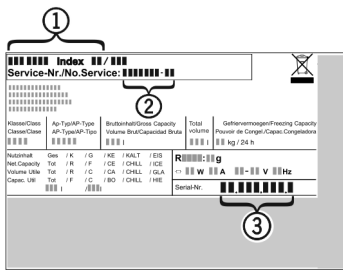 1
Index /
Service-Nr./No.Service: -
2
Klasse/Class Ap-Typ/AP-Type Bruttoinhalt/Gross Capacity Total Gefriervermoegen/Freezing Capacity
Classe/Clase AP-Type/AP-Tipo Volume Brut/Capacidad Bruta volume Pouvoir de Congel./Capac.Congeladora
l l kg / 24 h
Nutzinhalt Ges / K / G / KE / KALT / EIS
Net.Capacity Tot / R / F / CE / CHILL / ICE
Volume Utile Tot / F / C / CA / CHILL / GLA
Capac. Util Tot / F / C / BO / CHILL / HIE
l / l
R : g
W A - V Hz
Serial-Nr. . . .
3